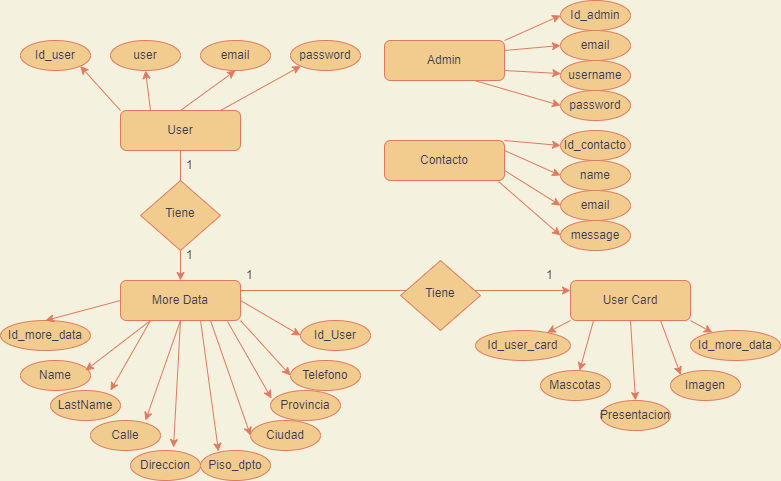 Id_user
user
email
password
User
1
Tiene
1
Admin
Id_admin
email
username
password
Contacto
Id_contacto
name
email
message
More Data
1
Tiene
1
User Card
Id_more_data
Name
LastName
Calle
Direccion
Piso_dpto
Ciudad
Provincia
Telefono
Id_User
Id_user_card
Mascotas
Presentacion
Imagen
Id_more_data